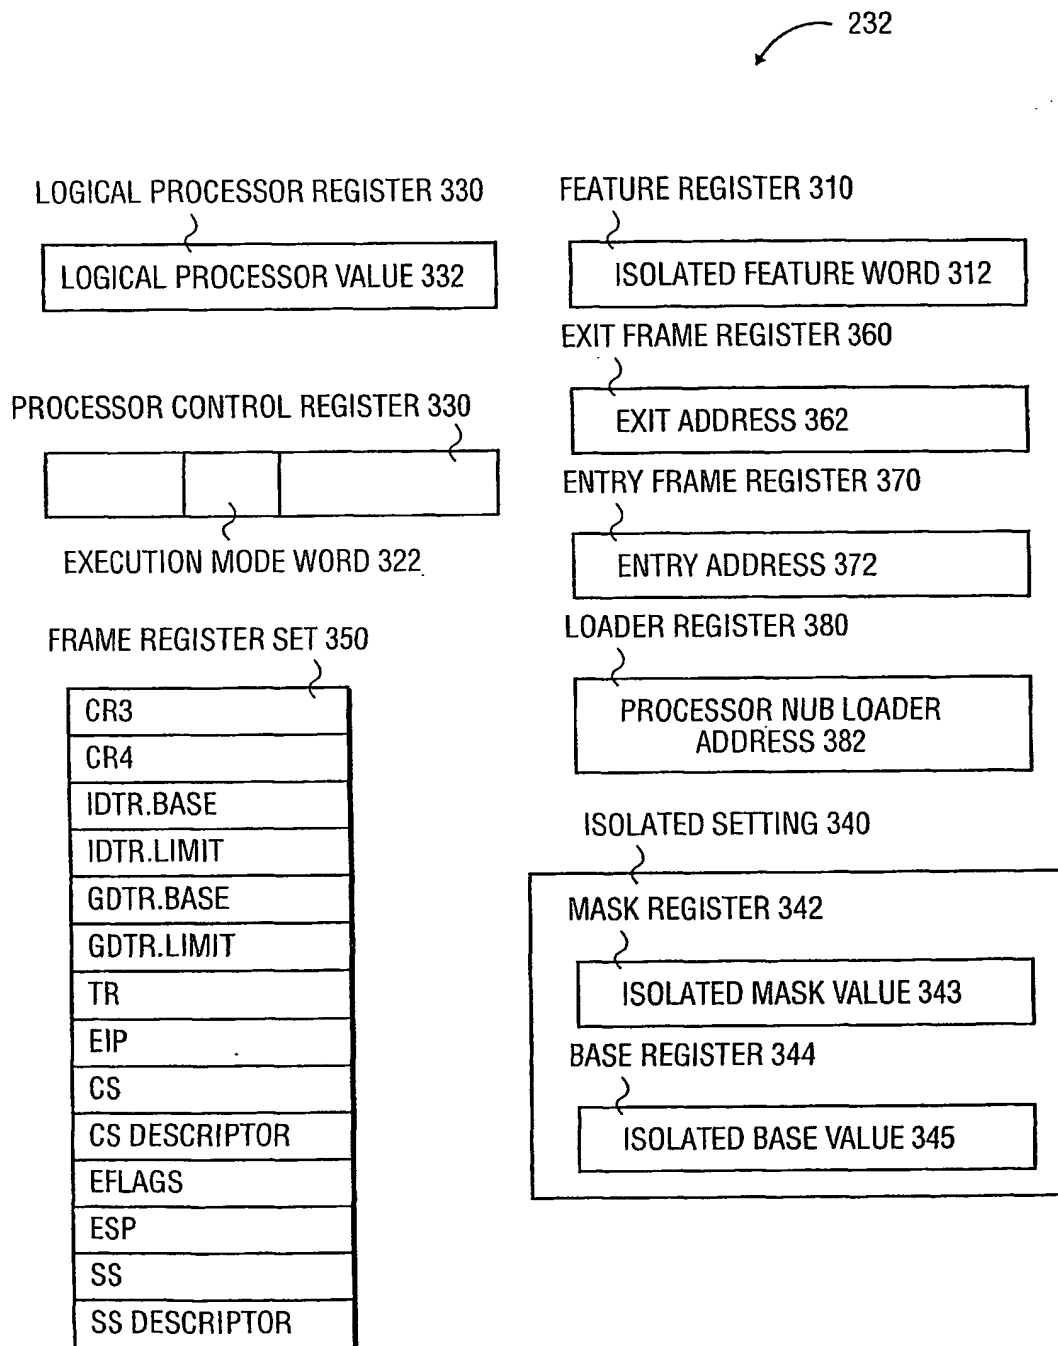 232
LOGICAL PROCESSOR REGISTER 330
LOGICAL PROCESSOR VALUE 332
PROCESSOR CONTROL REGISTER 330
EXECUTION MODE WORD 322
FRAME REGISTER SET 350
CR3
CR4
IDTR.BASE
IDTR.LIMIT
GDTR.BASE
GDTR.LIMIT
TR
EIP
CS
CS DESCRIPTOR
EFLAGS
ESP
SS
SS DESCRIPTOR
FEATURE REGISTER 310
ISOLATED FEATURE WORD 312
EXIT FRAME REGISTER 360
EXIT ADDRESS 362
ENTRY FRAME REGISTER 370
ENTRY ADDRESS 372
LOADER REGISTER 380
PROCESSOR NUB LOADER
ADDRESS 382
ISOLATED SETTING 340
MASK REGISTER 342
ISOLATED MASK VALUE 343
BASE REGISTER 344
ISOLATED BASE VALUE 345